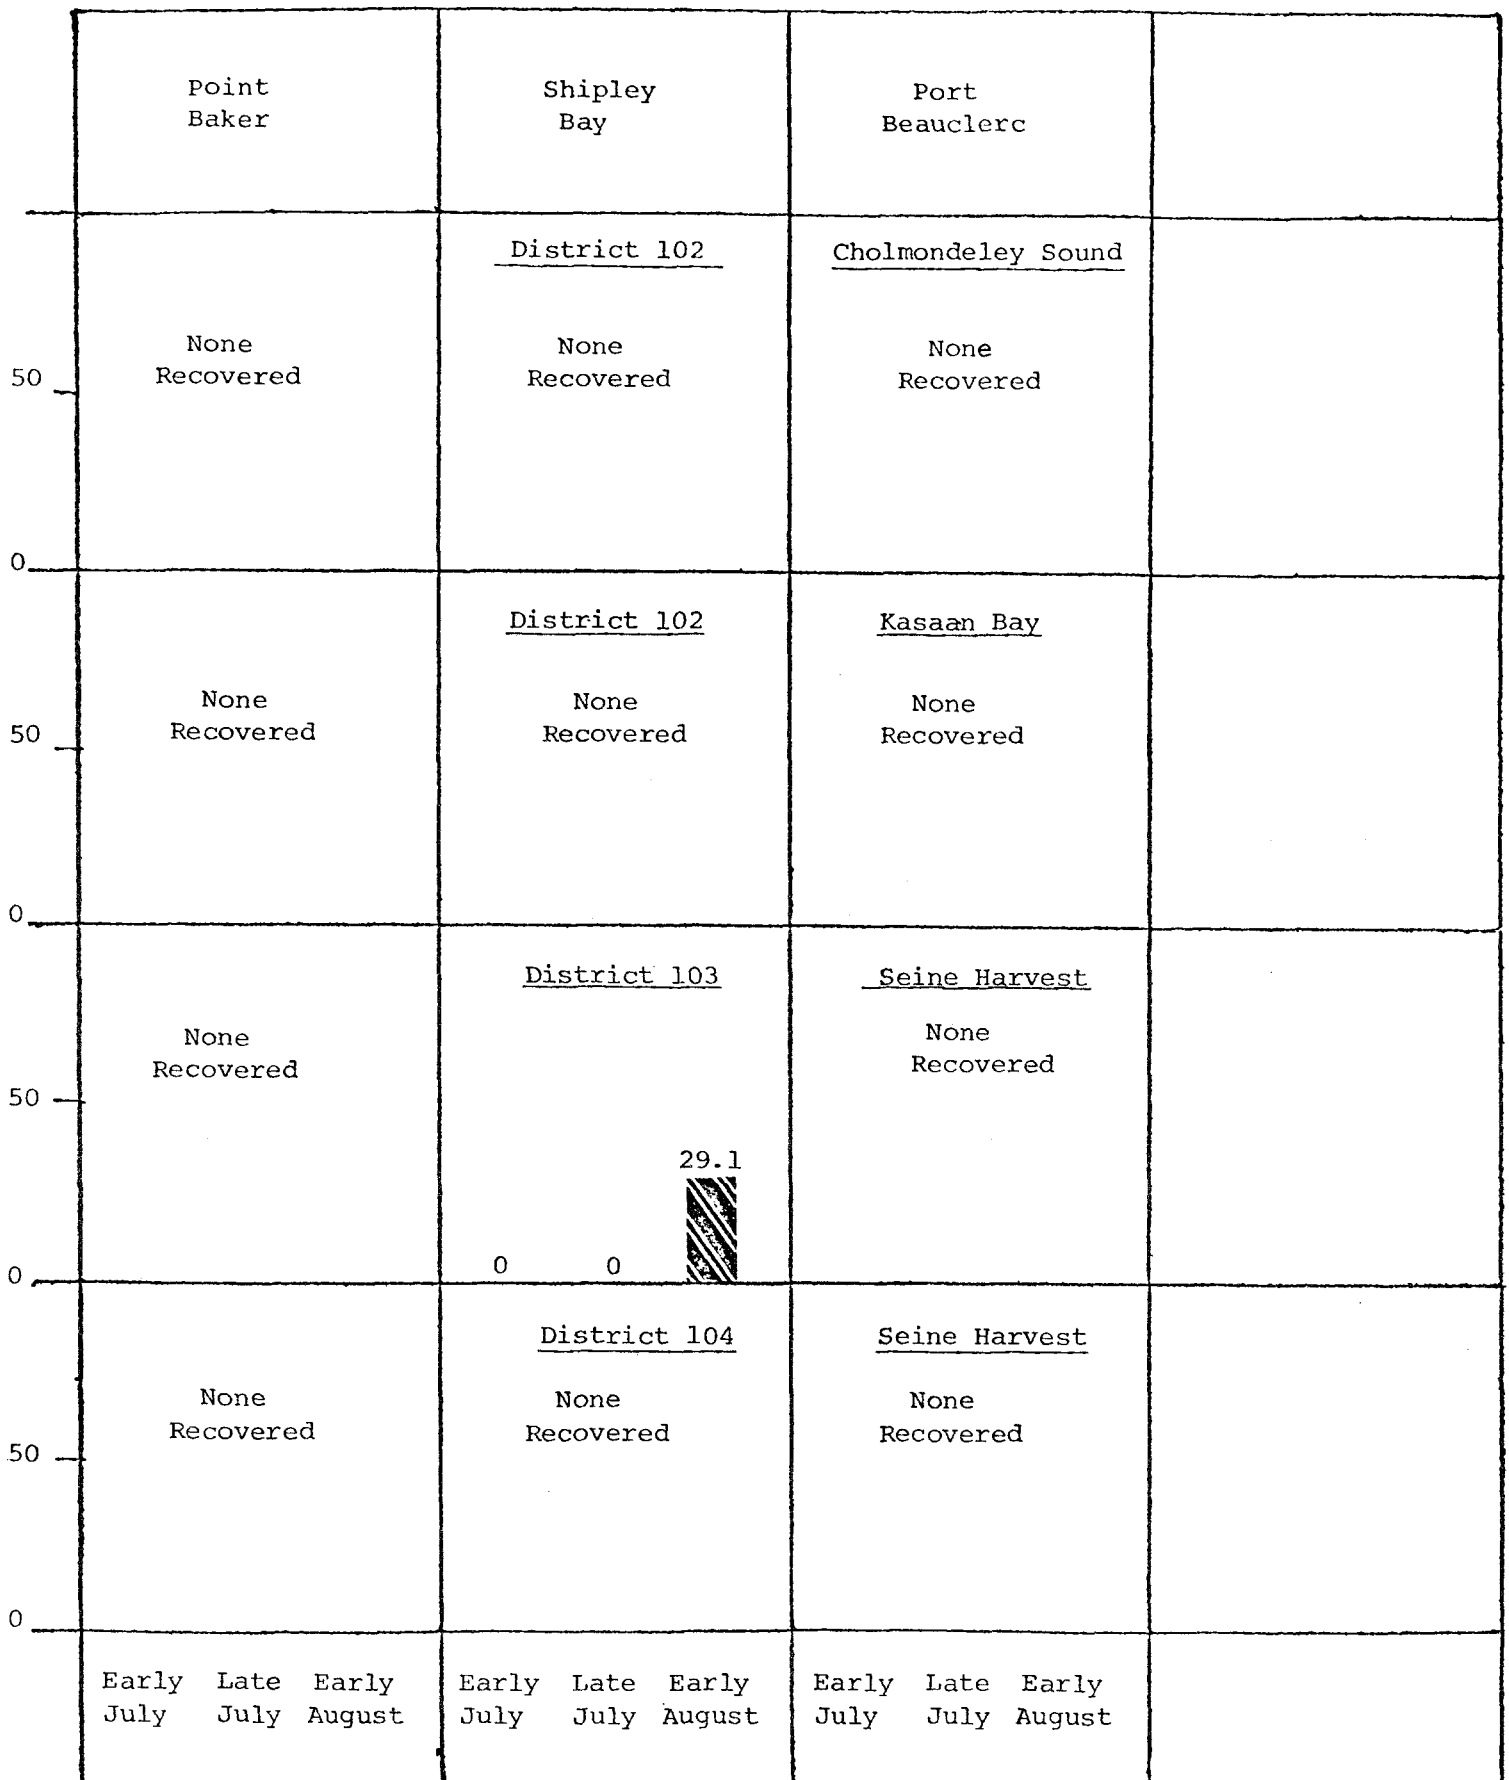 Point Baker
Shipley Bay
Port Beauclerc
District 102 Cholmondeley Sound
None Recovered
None Recovered
None Recovered
50
0
District 102 Kasaan Bay
None Recovered
None Recovered
None Recovered
50
0
District 103 Seine Harvest
None Recovered
None Recovered
50
29.1
0 0
0
District 104 Seine Harvest
None Recovered
None Recovered
None Recovered
50
0
Early July Late July Early August
Early July Late July Early August
Early July Late July Early August